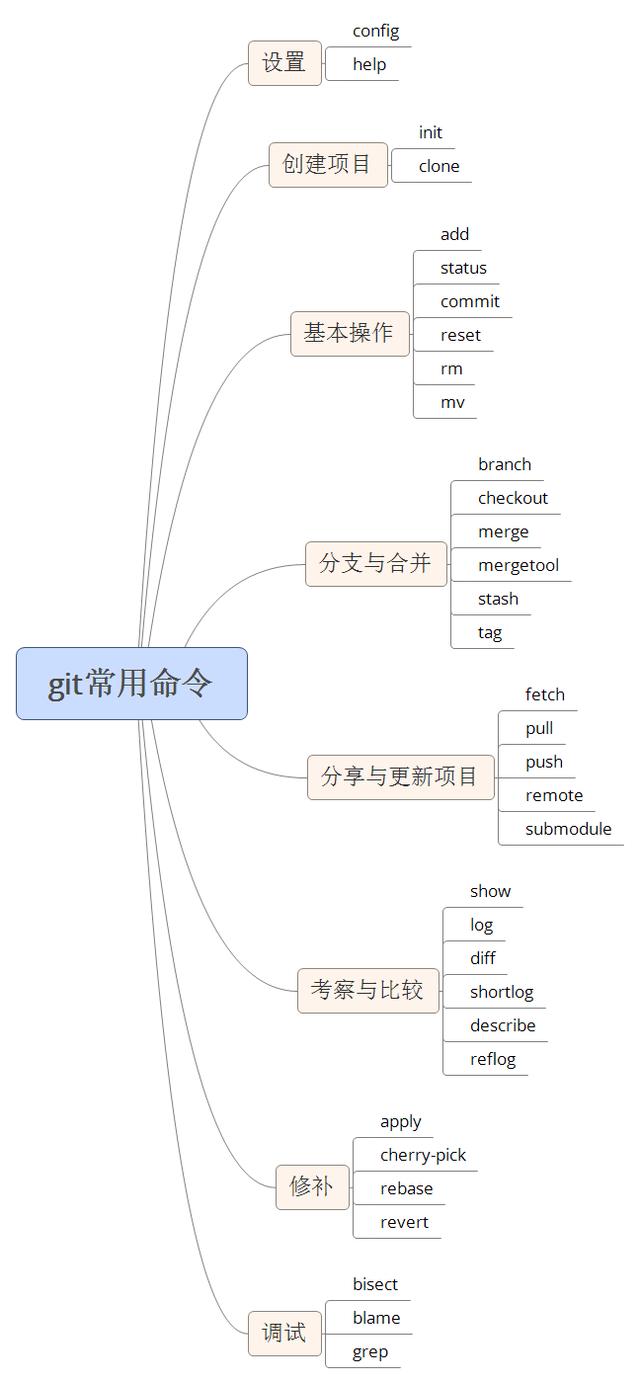 git常用命令
设置
config
help
创建项目
init
clone
基本操作
add
status
commit
reset
rm
mv
分支与合并
branch
checkout
merge
mergetool
stash
tag
分享与更新项目
fetch
pull
push
remote
submodule
考察与比较
show
log
diff
shortlog
describe
reflog
修补
apply
cherry-pick
rebase
revert
调试
bisect
blame
grep